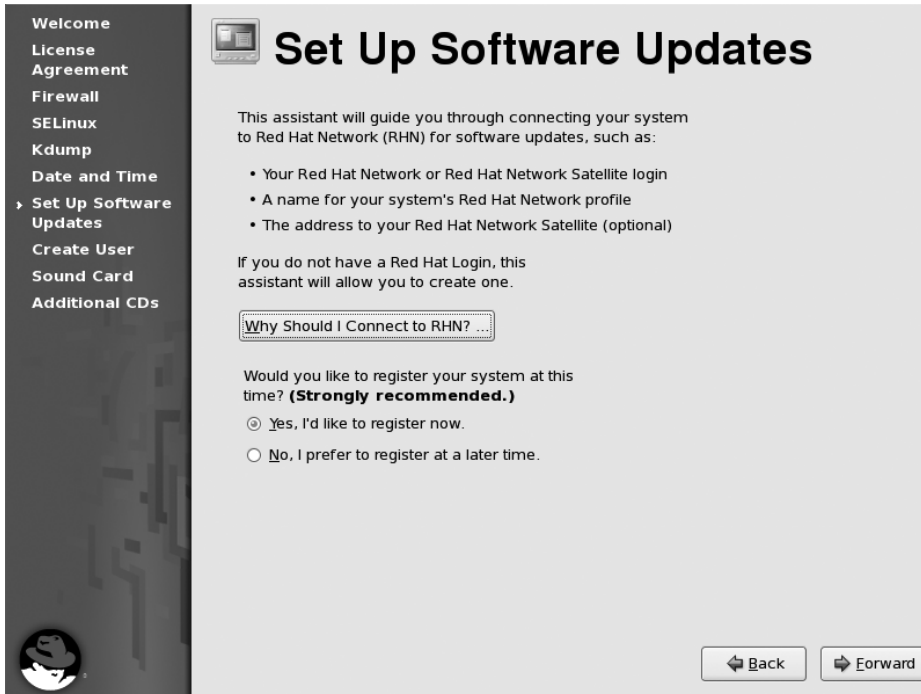 Welcome
License
Agreement
Firewall
SELinux
Kdump
Date and Time
Set Up Software
Updates
Create User
Sound Card
Additional CDs
Set Up Software Updates
This assistant will guide you through connecting your system
to Red Hat Network (RHN) for software updates, such as:
• Your Red Hat Network or Red Hat Network Satellite login
• A name for your system's Red Hat Network profile
• The address to your Red Hat Network Satellite (optional)
If you do not have a Red Hat Login, this
assistant will allow you to create one.
Why Should I Connect to RHN? ...
Would you like to register your system at this
time? (Strongly recommended.)
Yes, I'd like to register now.
No, I prefer to register at a later time.
Back
Forward